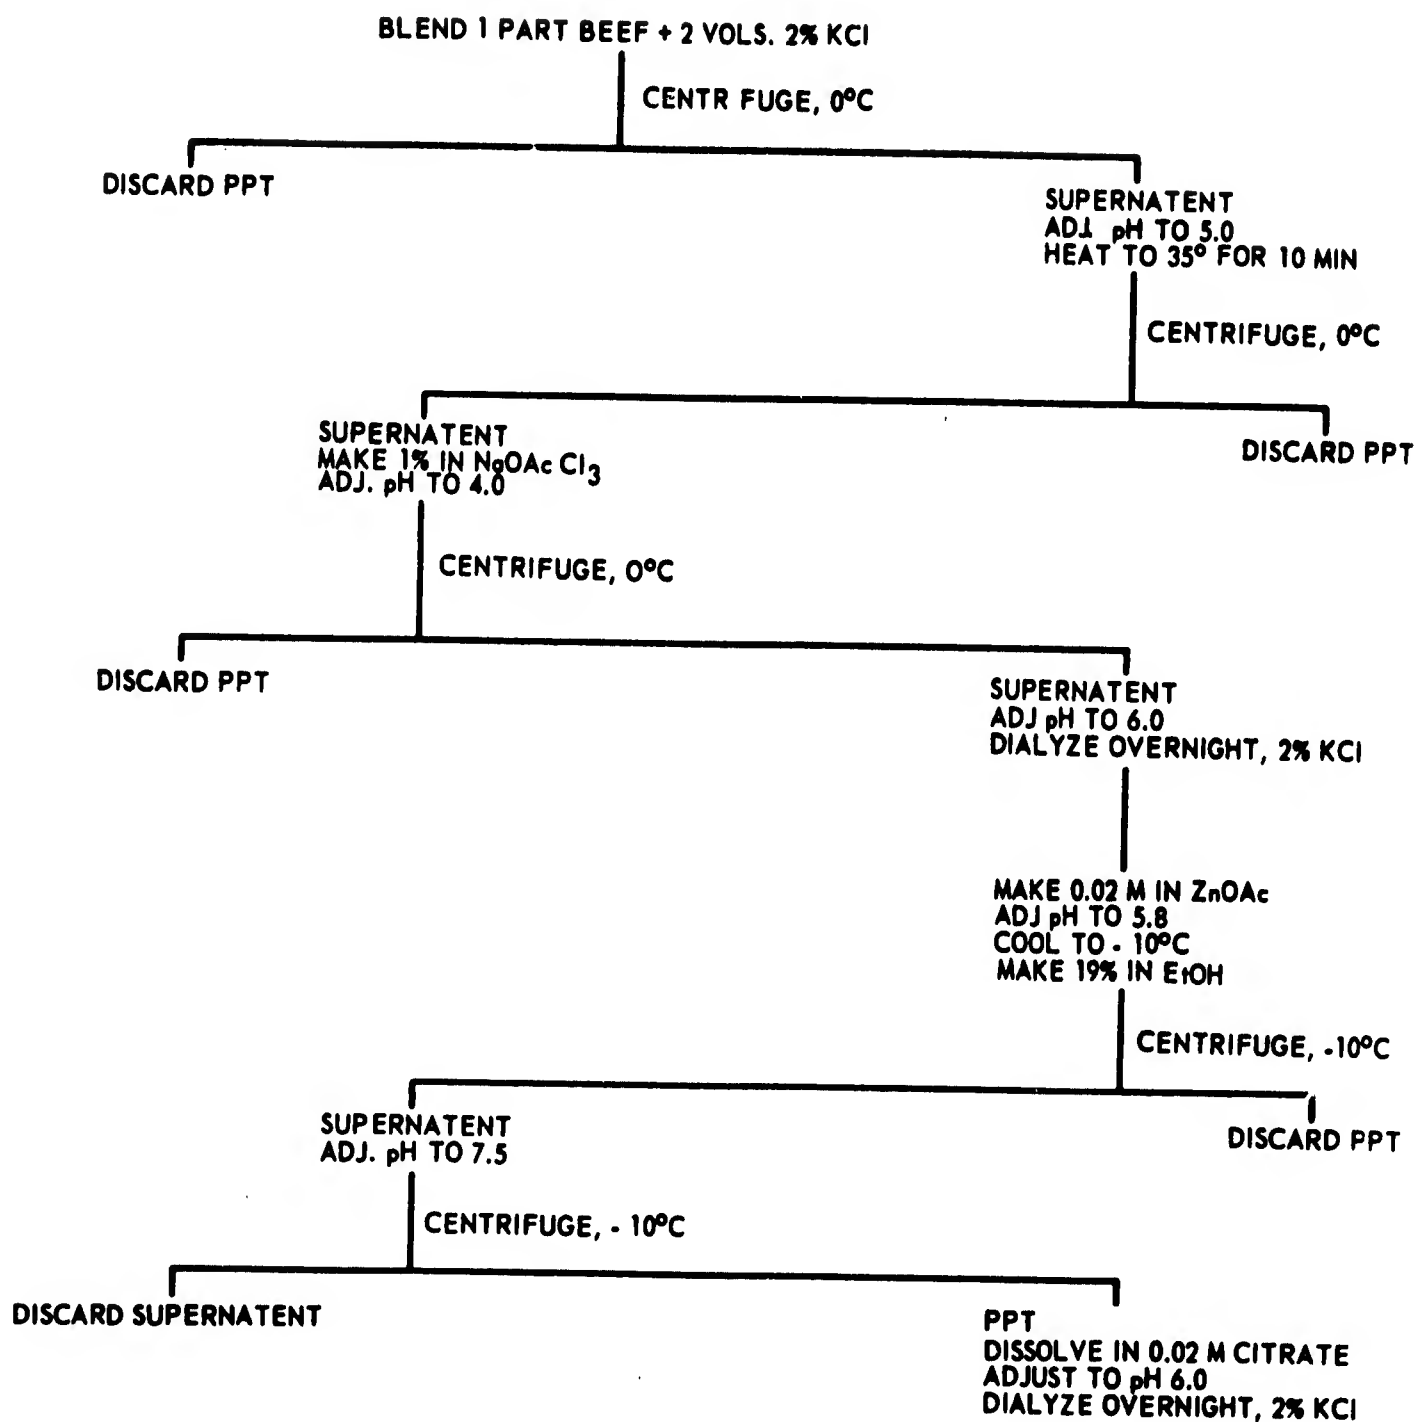 BLEND 1 PART BEEF + 2 VOLS. 2% KCl
CENTR FUGE, 0°C
DISCARD PPT
SUPERNATENT
ADJ pH TO 5.0
HEAT TO 35° FOR 10 MIN
CENTRIFUGE, 0°C
SUPERNATENT
MAKE 1% IN NaOAc Cl3
ADJ. pH TO 4.0
DISCARD PPT
CENTRIFUGE, 0°C
DISCARD PPT
SUPERNATENT
ADJ pH TO 6.0
DIALYZE OVERNIGHT, 2% KCl
MAKE 0.02 M IN ZnOAc
ADJ pH TO 5.8
COOL TO - 10°C
MAKE 19% IN EtOH
CENTRIFUGE, -10°C
SUPERNATENT
ADJ. pH TO 7.5
DISCARD PPT
CENTRIFUGE, - 10°C
DISCARD SUPERNATENT
PPT
DISSOLVE IN 0.02 M CITRATE
ADJUST TO pH 6.0
DIALYZE OVERNIGHT, 2% KCl